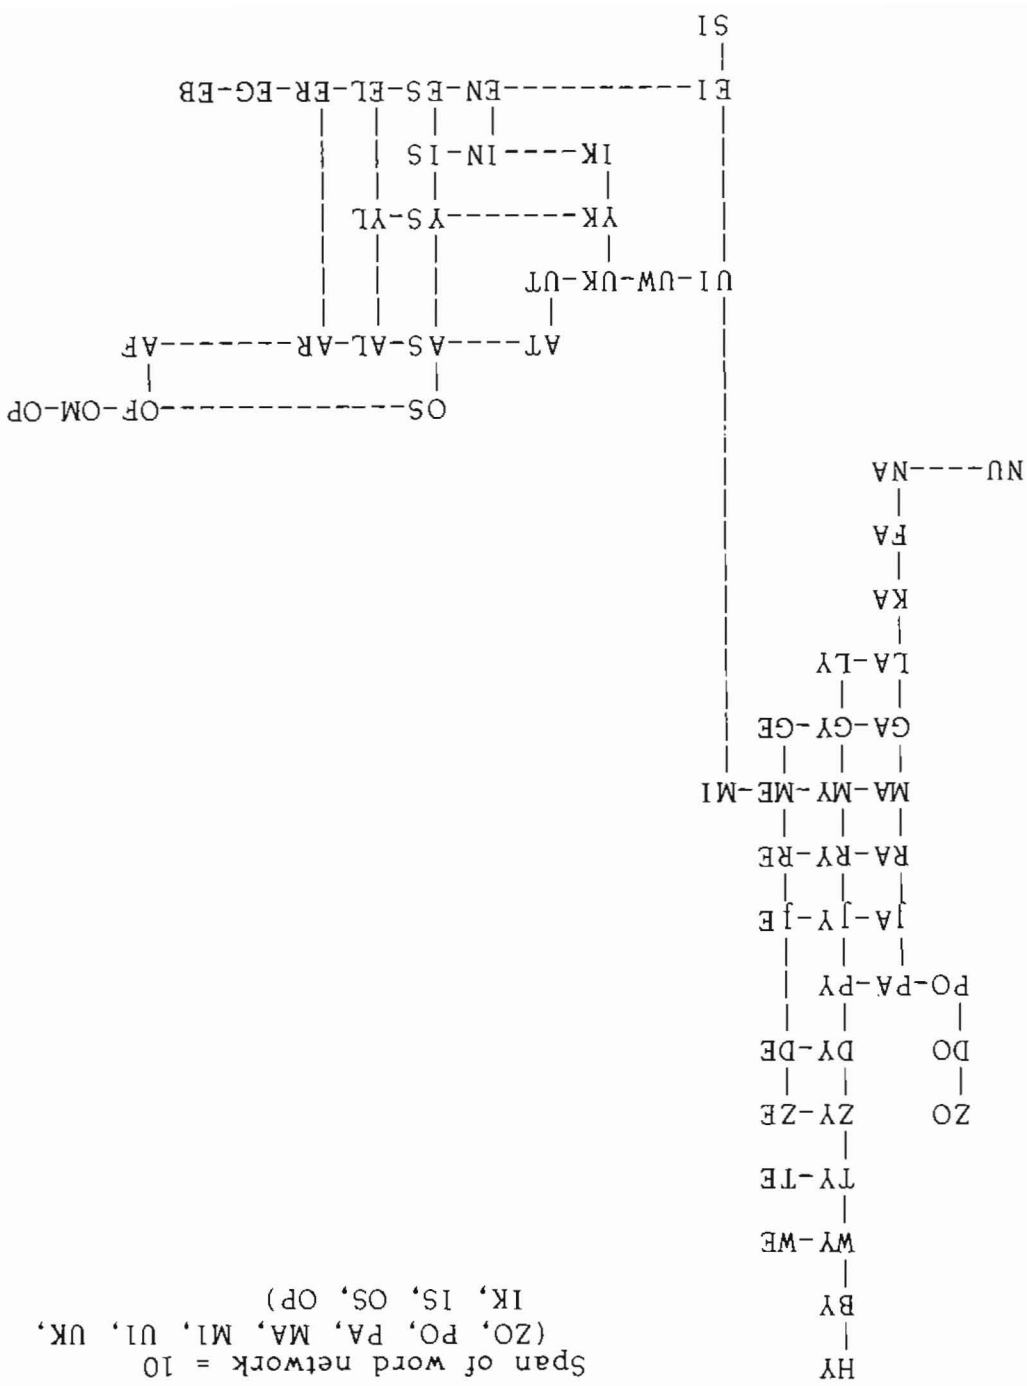 Span of word network = 10
(ZO, PO, PA, MA, MI, UI, UK,
IK, IS, OS, OP)
HY
BY
WY-WE
TY-TE
ZO ZY-ZE
DO DY-DE
PO-PA-PY
JA-JY-JE
RA-RY-RE
MA-MY-ME-MI
GA-GY-GE
LA-LY
KA
FA
NU----NA
OS-------------OF-OM-OP
AT----AS-AL-AR-------AF
UI-UW-UK-UT
YK-------YS-YL
IK----IN-IS
EI----------EN-ES-EL-ER-EG-EB
SI